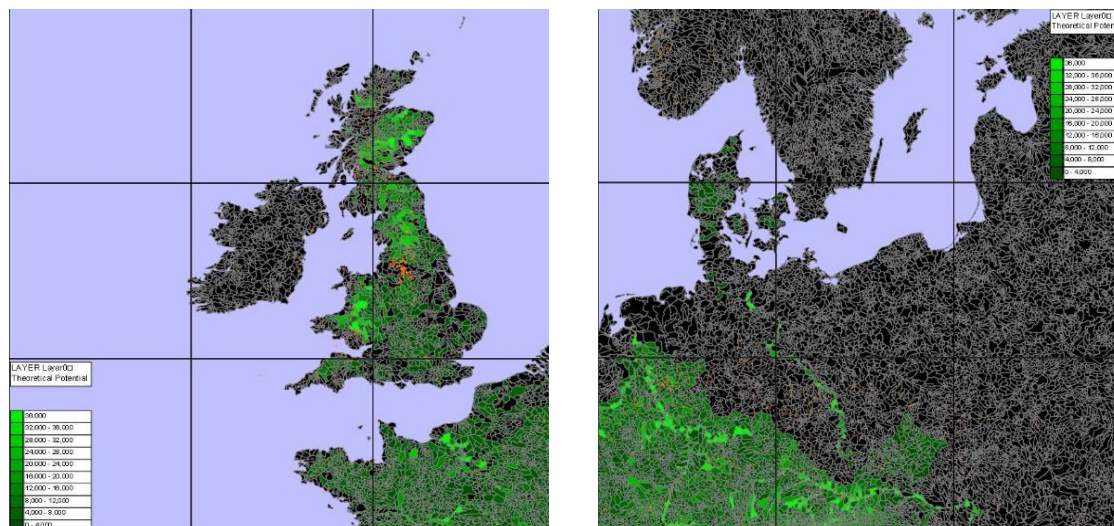 LAYER Layer0□
Theoretical Potential
36,000
32,000 - 36,000
28,000 - 32,000
24,000 - 28,000
20,000 - 24,000
16,000 - 20,000
12,000 - 16,000
8,000 - 12,000
4,000 - 8,000
0 - 4,000
LAYER Layer0□
Theoretical Poter
36,000
32,000 - 36,000
28,000 - 32,000
24,000 - 28,000
20,000 - 24,000
16,000 - 20,000
12,000 - 16,000
8,000 - 12,000
4,000 - 8,000
0 - 4,000